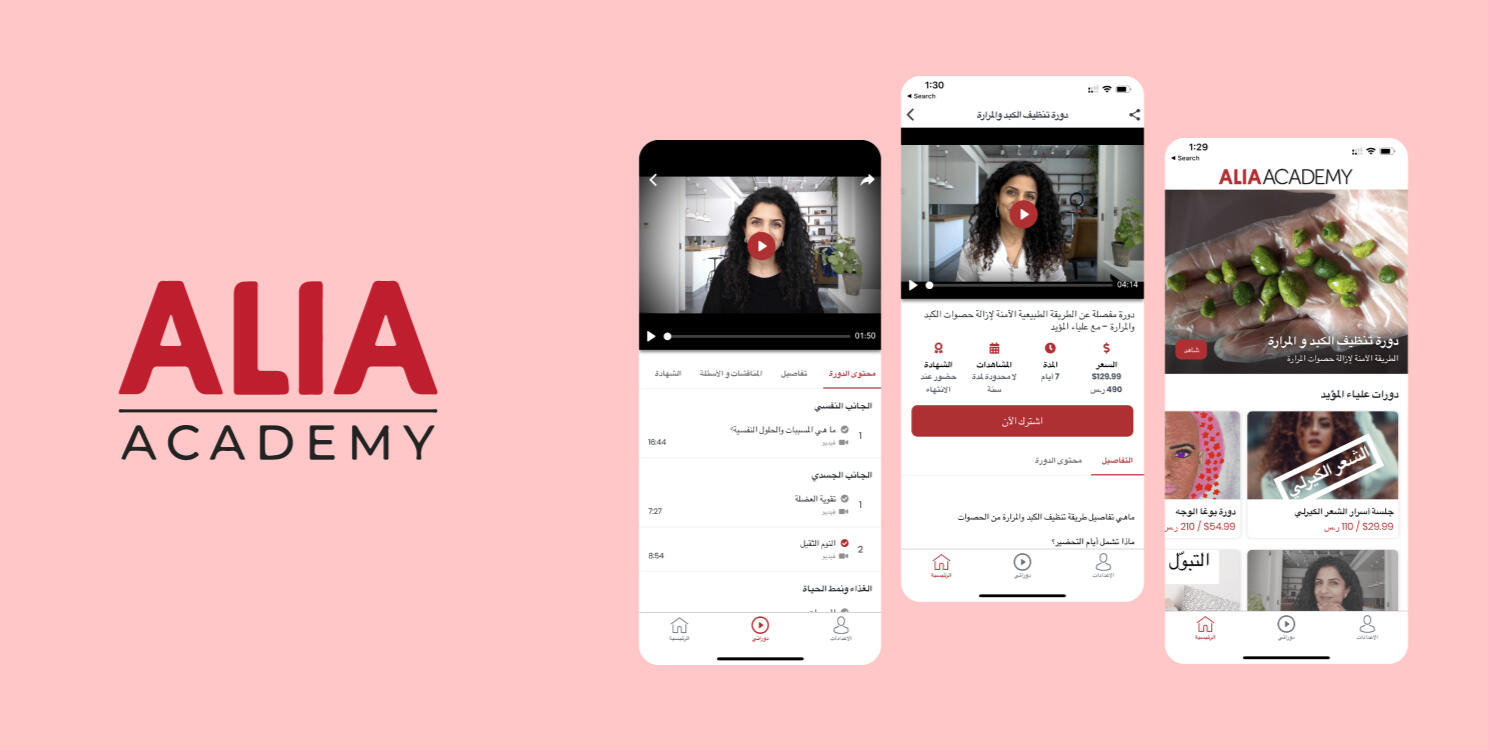 ALIA
ACADEMY
01:50
محتوى الدورة
تفاصيل
المناقشات و الأسئلة
الشهادة
الجانب النفسي
1
ما هي المسببات والحلول النفسية؟
فيديو
16:44
الجانب الجسدي
1
تقوية العضلة
فيديو
7:27
2
النوم الثقيل
فيديو
8:54
الغذاء ونمط الحياة
الرئيسية
دوراتي
الإعدادات
1:30
Search
دورة تنظيف الكبد والمرارة
04:14
دورة مفصلة عن الطريقة الطبيعية الآمنة لإزالة حصوات الكبد
والمرارة – مع علياء المؤيد
السعر
$129.99
490 ر.س
المدة
7 أيام
المشاهدات
لا محدودة لمدة
سنة
الشهادة
حضور عند
الانتهاء
اشترك الآن
التفاصيل
محتوى الدورة
ماهي تفاصيل طريقة تنظيف الكبد والمرارة من الحصوات
ماذا تشمل أيام التحضير؟
الرئيسية
دوراتي
الإعدادات
1:29
Search
ALIA ACADEMY
دورة تنظيف الكبد و المرارة
الطريقة الآمنة لإزالة حصوات المرارة
شاهد
دورات علياء المؤيد
الشعر الكيرلي
جلسة أسرار الشعر الكيرلي
$29.99 / 110 ر.س
دورة يوغا الوجه
$54.99 / 210 ر.س
التبوّل
الرئيسية
دوراتي
الإعدادات